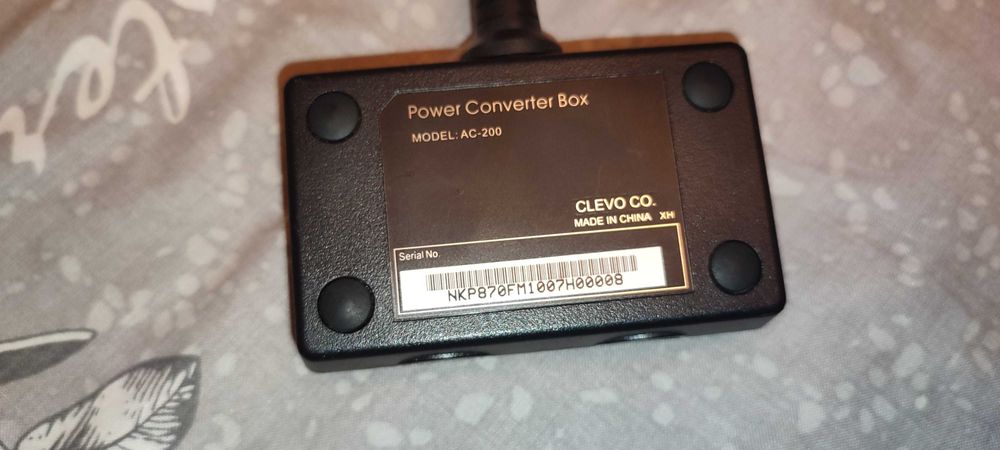 Power Converter Box
MODEL: AC-200
CLEVO CO.
MADE IN CHINA XH
Serial No
NKP870FM1007H00008